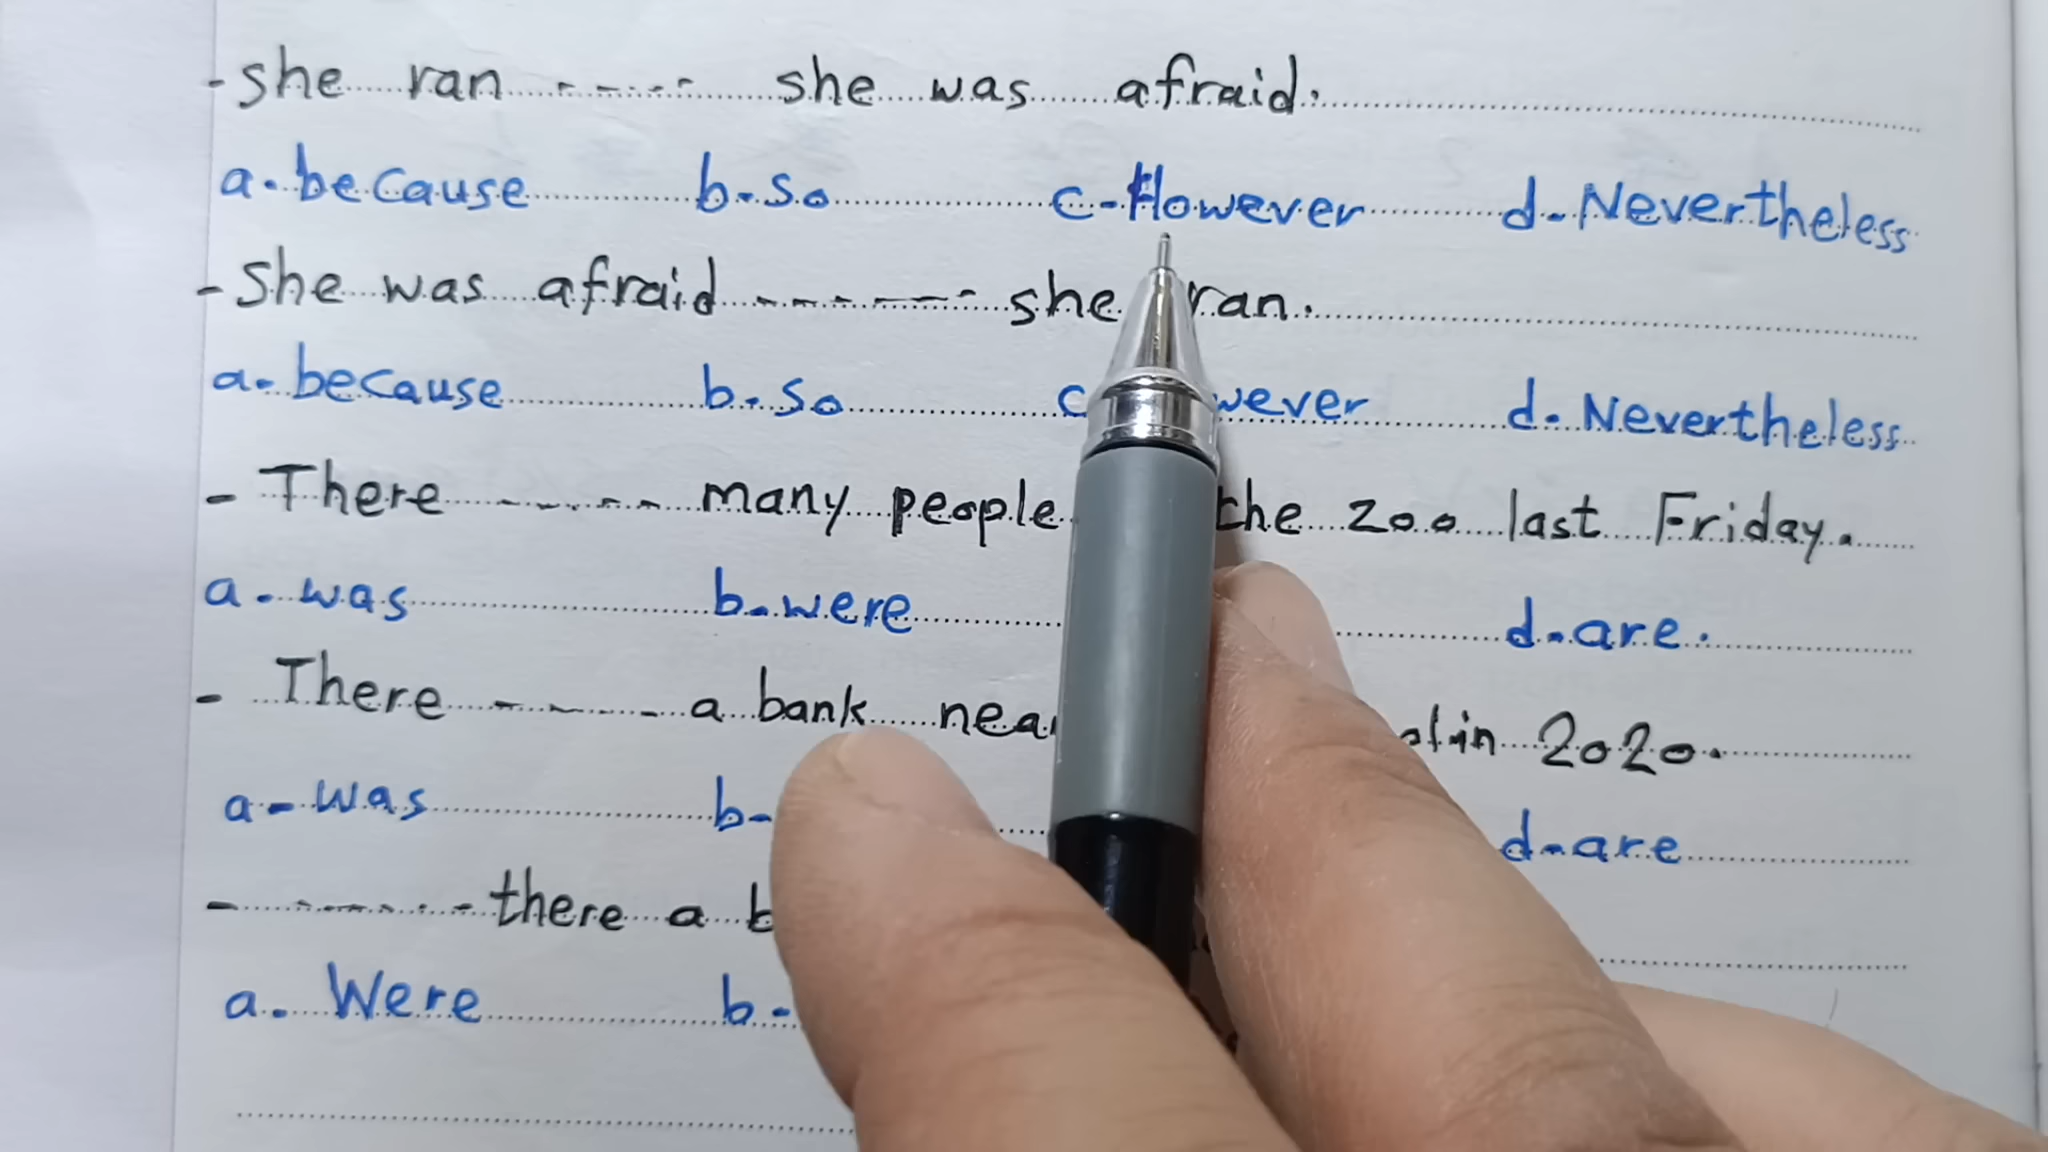 -she ran ----- she was afraid.
a. because b. so c- However d. Nevertheless
-She was afraid ------- she ran.
a. because b. so d. Nevertheless
- There ----- many people the zoo last Friday.
a. was b. were d. are.
- There ----- a bank in 2020.
a- was b- d- are
- ------ there a
a. Were b-